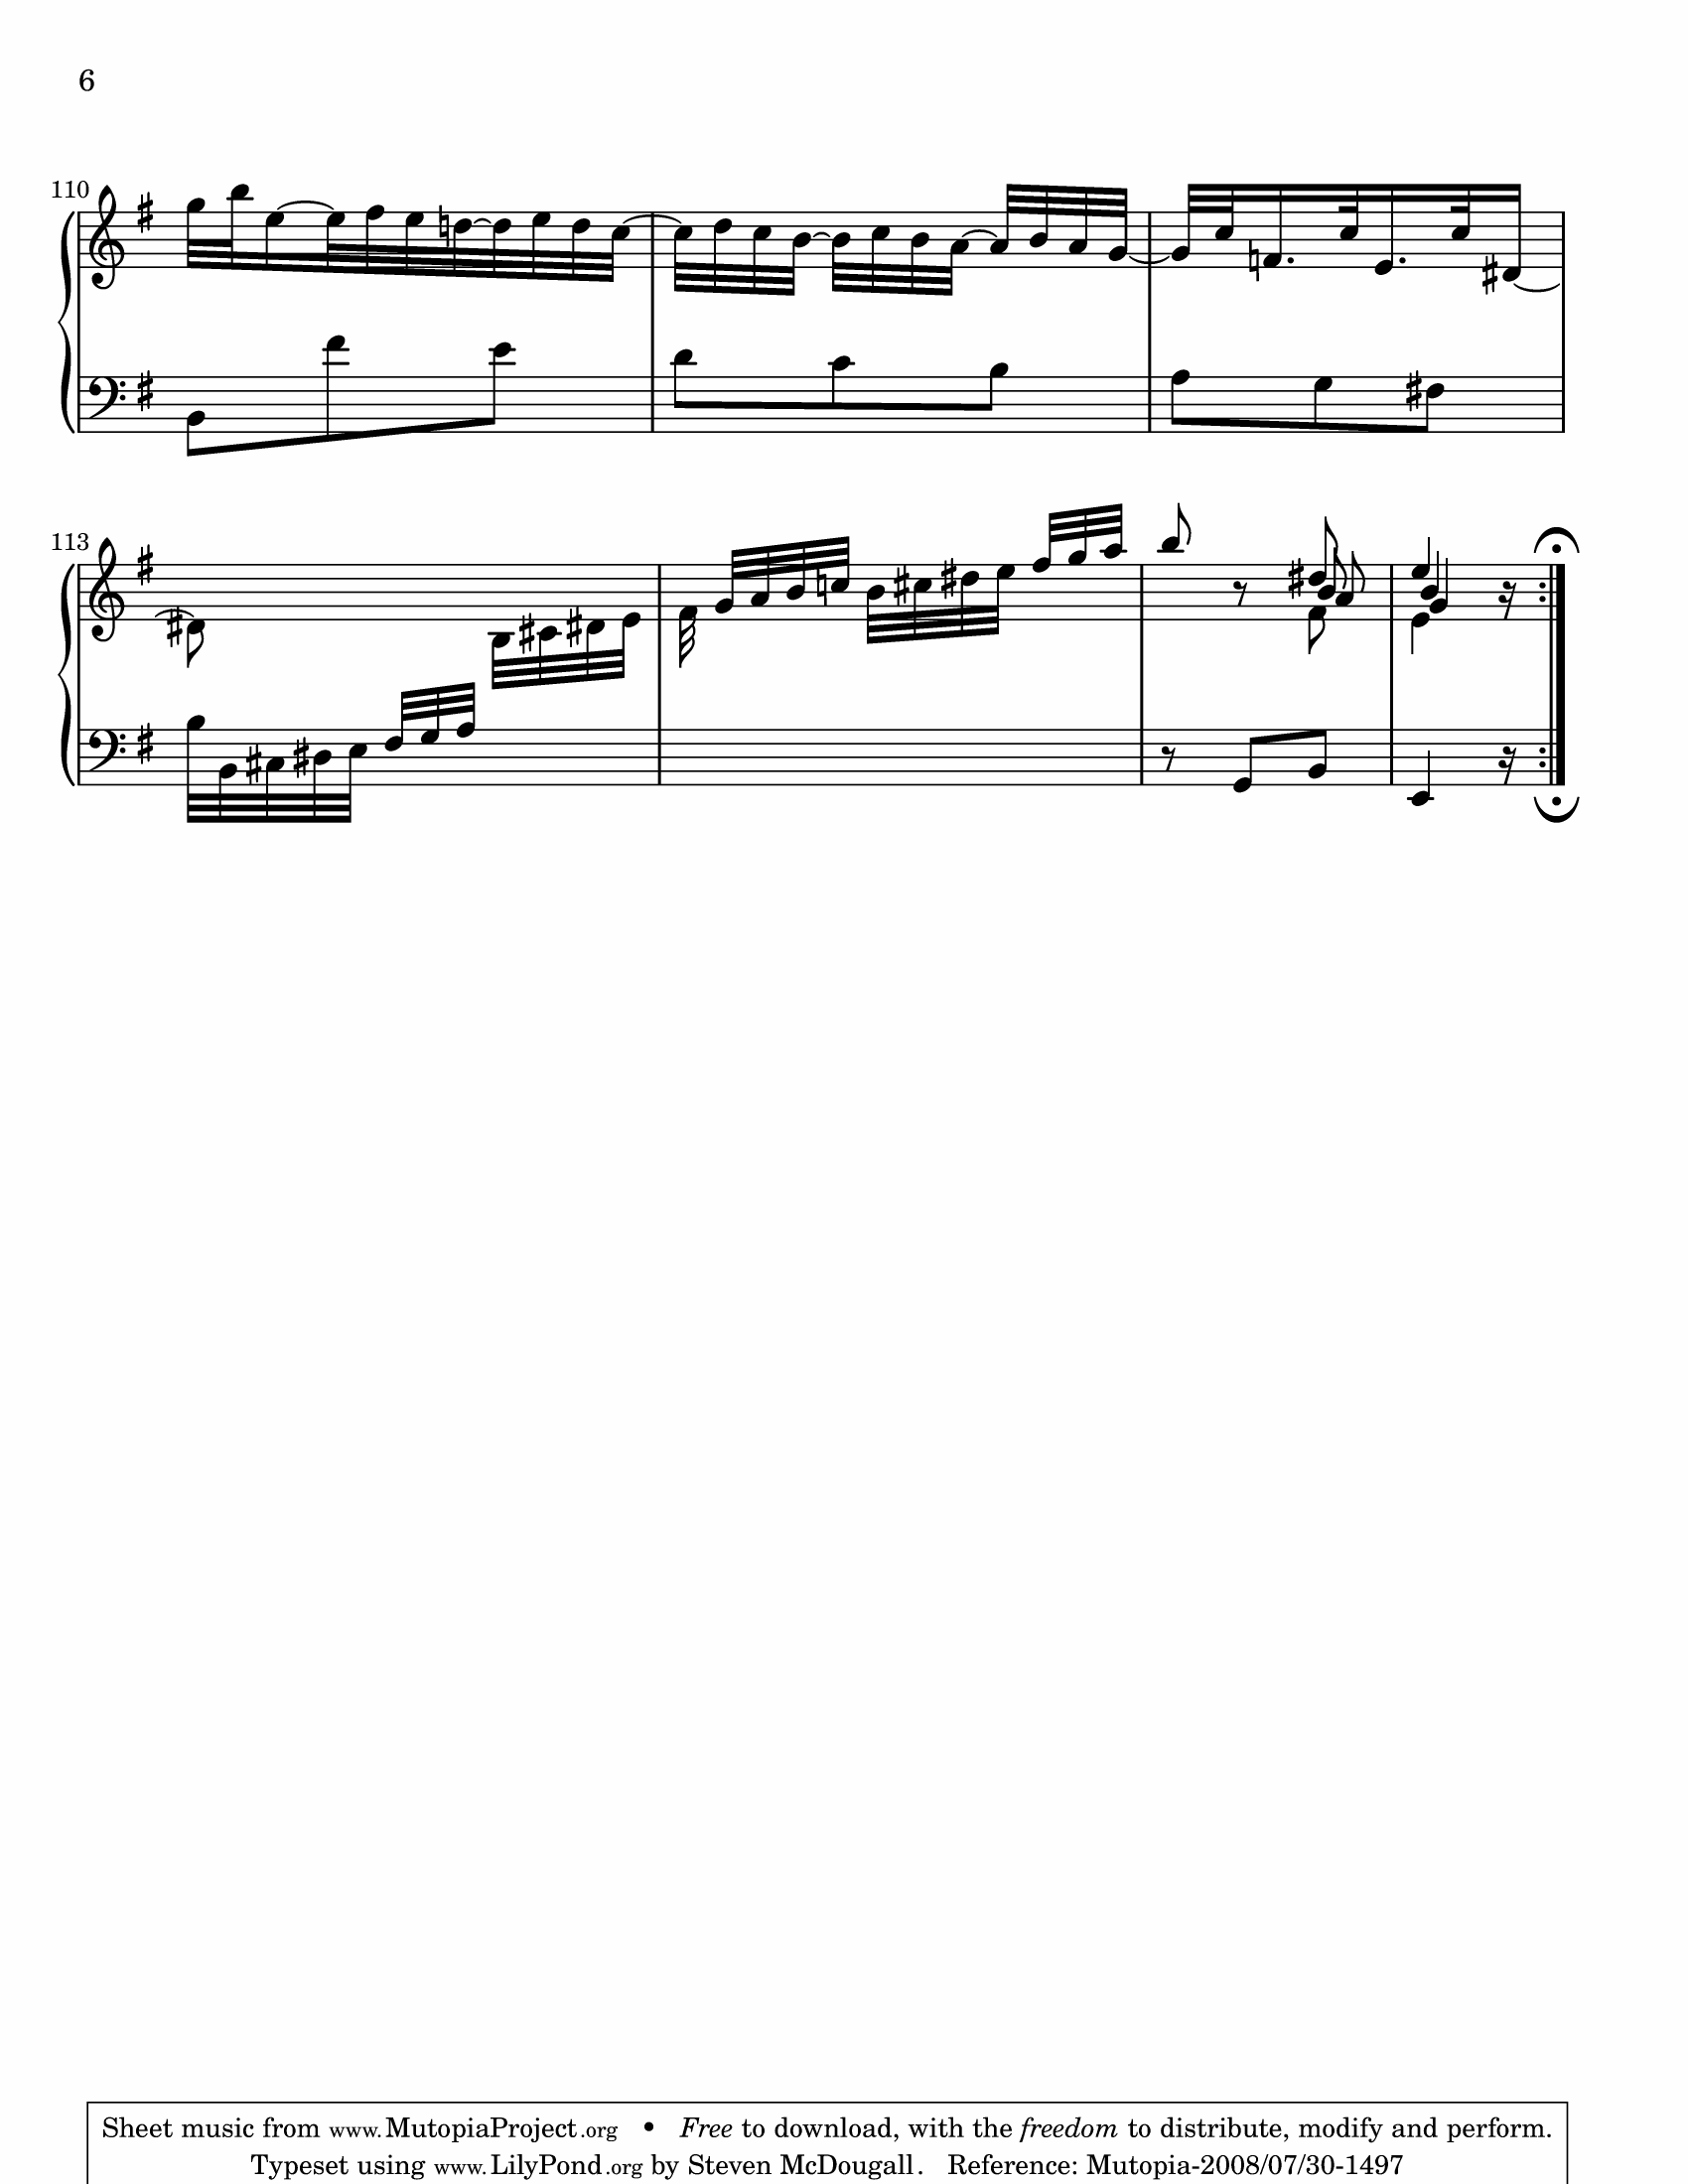 6
110
113
Sheet music from www.MutopiaProject.org • Free to download, with the freedom to distribute, modify and perform.
Typeset using www.LilyPond.org by Steven McDougall. Reference: Mutopia-2008/07/30-1497